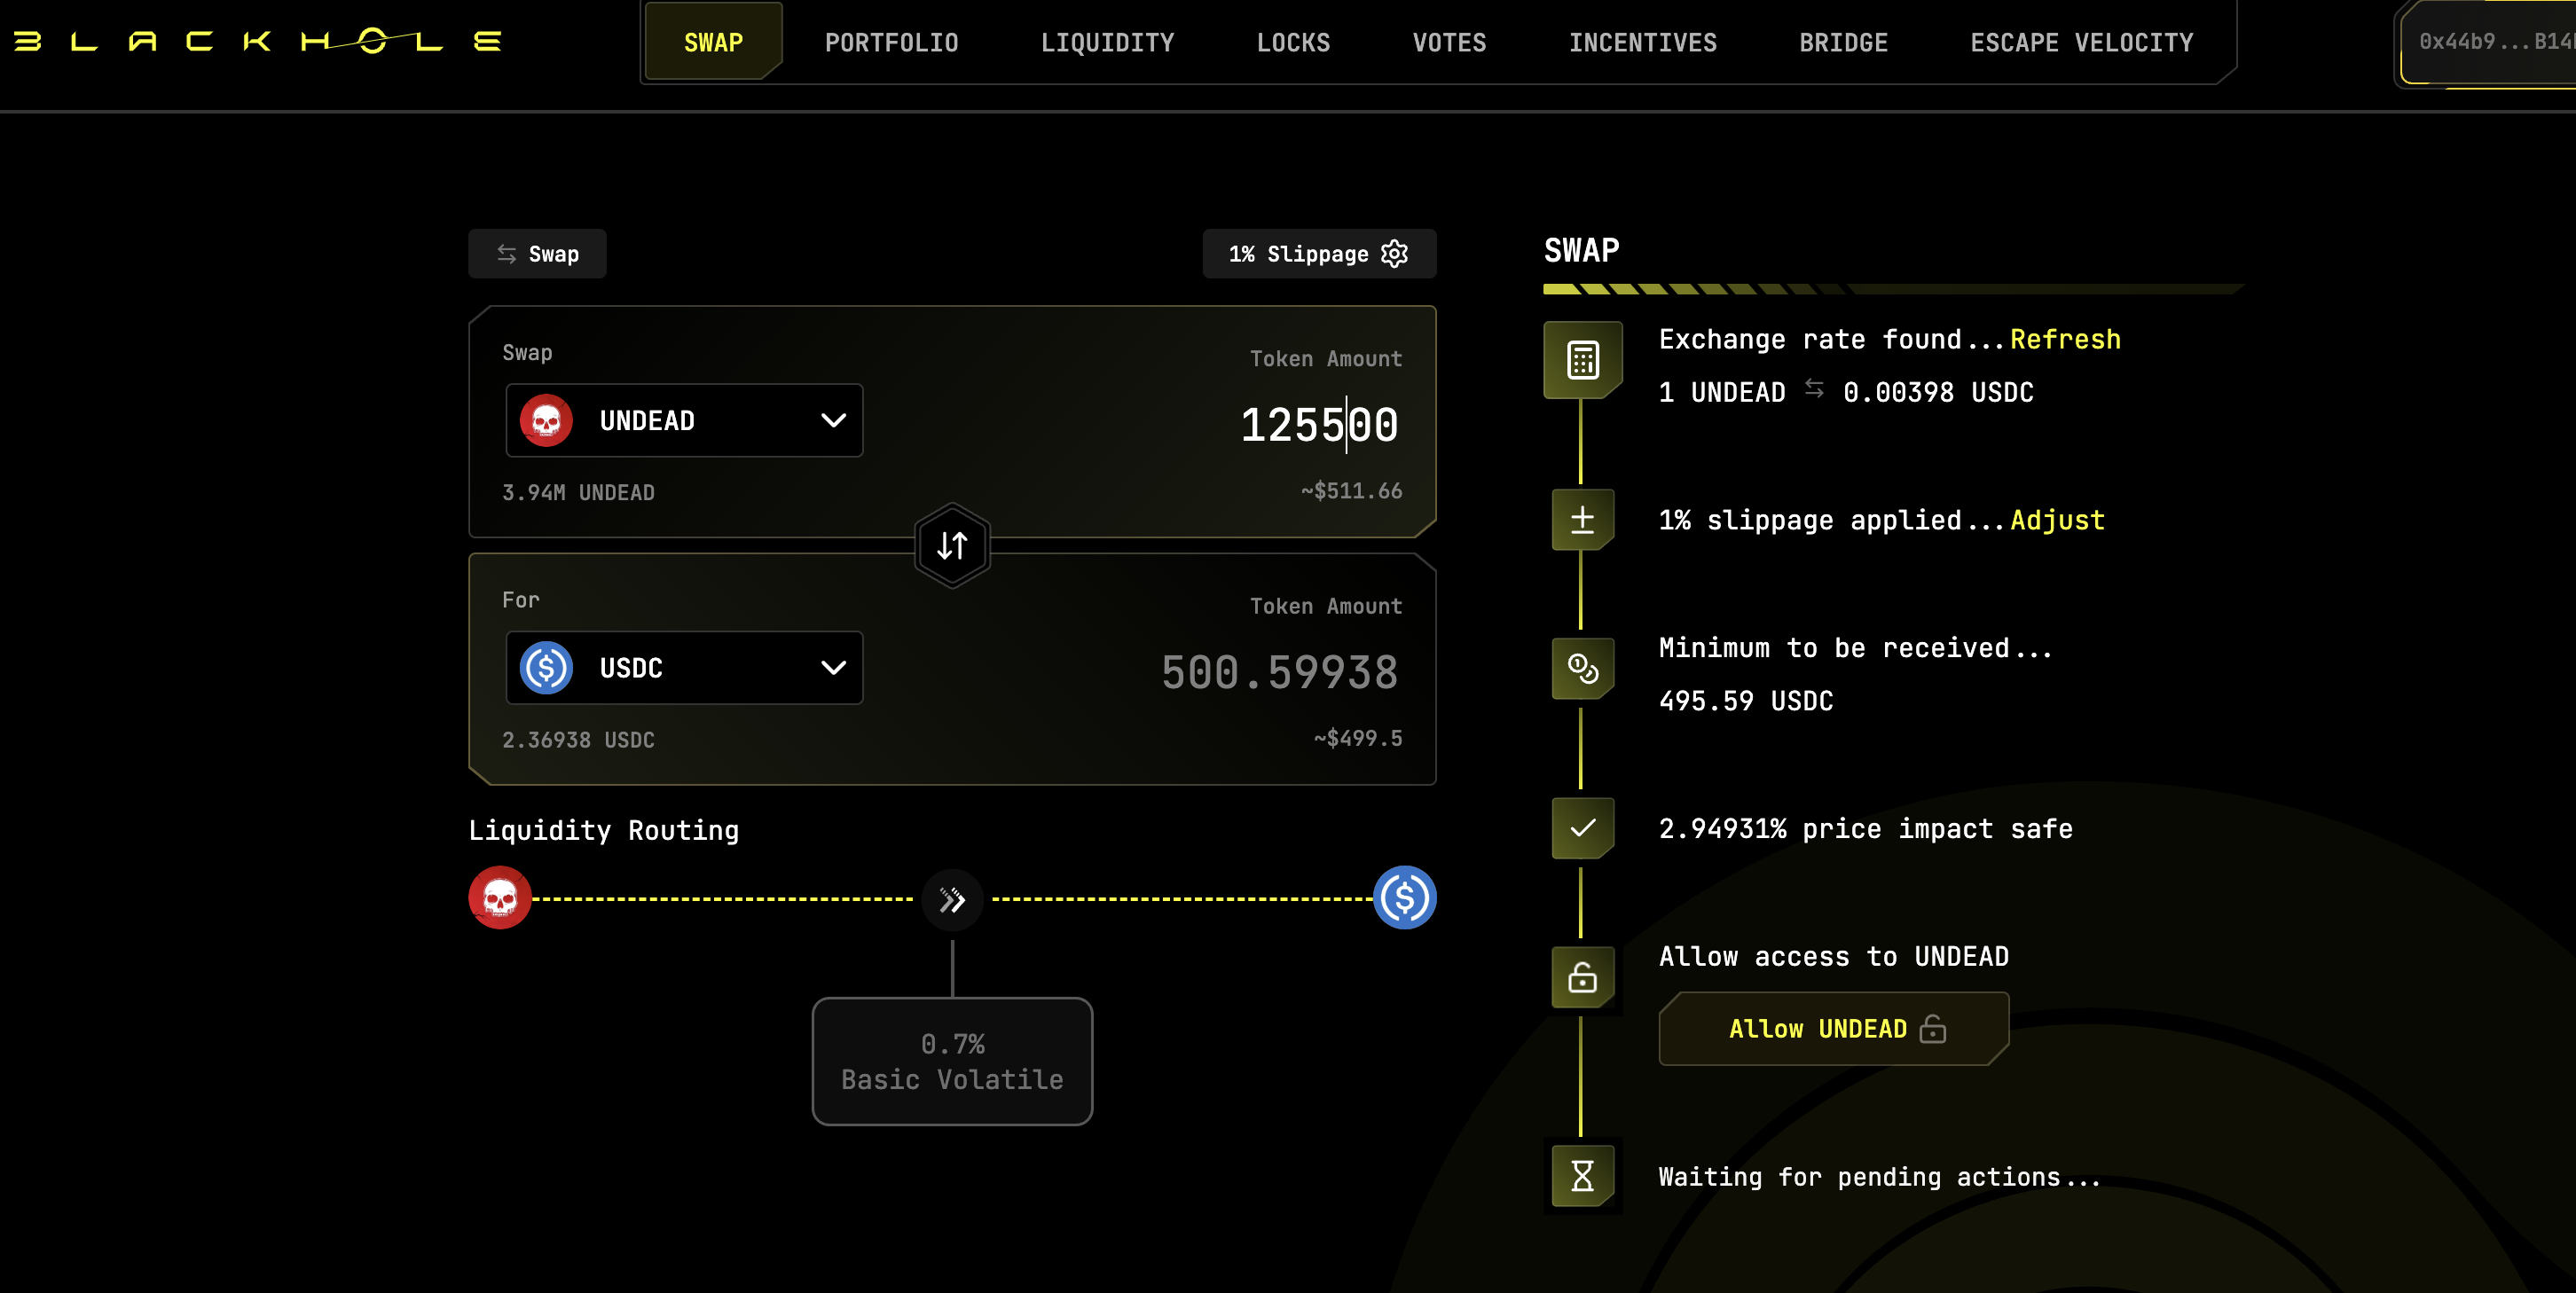 BLACKHOLE
SWAP PORTFOLIO LIQUIDITY LOCKS VOTES INCENTIVES BRIDGE ESCAPE VELOCITY
0x44b9...B14
Swap
1% Slippage
Swap
Token Amount
UNDEAD
125500
3.94M UNDEAD
~$511.66
For
Token Amount
USDC
500.59938
2.36938 USDC
~$499.5
Liquidity Routing
0.7%
Basic Volatile
SWAP
Exchange rate found...Refresh
1 UNDEAD ⇆ 0.00398 USDC
1% slippage applied...Adjust
Minimum to be received...
495.59 USDC
2.94931% price impact safe
Allow access to UNDEAD
Allow UNDEAD
Waiting for pending actions...